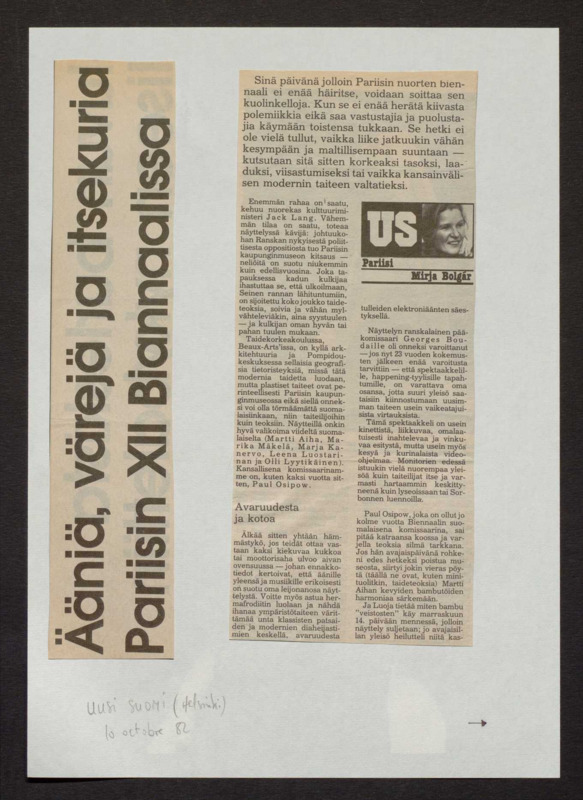 Ääniä, värejä ja itsekuria
Pariisin XII Biannaalissa
Sinä päivänä jolloin Pariisin nuorten bien-
naali ei enää häiritse, voidaan soittaa sen
kuolinkelloja. Kun se ei enää herätä kiivasta
polemiikkia eikä saa vastustajia ja puolusta-
jia käymään toistensa tukkaan. Se hetki ei
ole vielä tullut, vaikka liike jatkuukin vähän
kesympään ja maltillisempaan suuntaan —
kutsutaan sitä sitten korkeaksi tasoksi, laa-
duksi, viisastumiseksi tai vaikka kansainväli-
sen modernin taiteen valtatieksi.
Enemmän rahaa on saatu,
kehuu nuorekas kulttuurimi-
nisteri Jack Lang. Vähem-
män tilaa on saatu, toteaa
näyttelyssä kävijä: johtuuko-
han Ranskan nykyisestä poliit-
tisesta oppositiosta tuo Pariisin
kaupunginmuseon kitsaus —
neliöitä on suotu niukemmin
kuin edellisvuosina. Joka ta-
pauksessa kadun kulkijaa
ihastuttaa se, että ulkoilmaan,
Seinen rannan lähituntumiin,
on sijoitettu koko joukko taide-
teoksia, soivia ja vähän myl-
vähteleviäkin, aina syystuulen
— ja kulkijan oman hyvän tai
pahan tuulen mukaan.
Taidekorkeakoulussa,
Beaux-Arts'issa, on kyllä ark-
kitehtuuria ja Pompidou-
keskuksessa sellaisia geografi-
sia tietoristeyksiä, missä tätä
modernia taidetta luodaan,
mutta plastiset taiteet ovat pe-
rinteellisesti Pariisin kaupun-
ginmuseossa eikä siellä onnek-
si voi olla törmäämättä suoma-
laisiinkaan, niin taiteilijoihin
kuin teoksiin. Näytteillä onkin
hyvä valikoima viideltä suoma-
laiselta (Martti Aiha, Ma-
rika Mäkelä, Marja Ka-
nervo, Leena Luostari-
nan ja Olli Lyytikäinen).
Kansallisena komissaarinam-
me on, kuten kaksi vuotta sit-
ten, Paul Osipow.
Avaruudesta
ja kotoa
Älkää sitten yhtään häm-
mästykö, jos teidät ottaa vas-
taan kaksi kiekuvaa kukkoa
tai moottorisaha ulvoo aivan
ovensuussa — johan ennakko-
tiedot kertoivat, että äänille
yleensä ja musiikille erikoisesti
on suotu oma leijonanosa näyt-
telystä. Voitte myös astua her-
mafrodiitin luolaan ja nähdä
ihanaa ympäristötaiteen väriit-
tämää unta klassisten patsai-
den ja modernien diaheijasti-
mien keskellä, avaruudesta
US
Pariisi
Mirja Bolgár
tulleiden elektroniäänten säes-
tyksellä.
Näyttelyn ranskalainen pää-
komissaari Georges Bou-
daille oli onneksi varoittanut
— jos nyt 23 vuoden kokemus-
ten jälkeen enää varoitusta
tarvittiin — että spektaakkelil-
le, happening-tyylisille tapah-
tumille, on varattava oma
osansa, jotta suuri yleisö saa-
taisiin kiinnostumaan uusim-
man taiteen usein vaikeatajui-
sista virtauksista.
Tämä spektaakkeli on usein
kinettistä, liikkuvaa, omalaa-
tuisesti inahtelevaa ja vinku-
vaa esitystä, mutta usein myös
kesyä ja kurinalaista video-
ohjelmaa. Monitorien edessä
istuukin vielä nuorempaa ylei-
söä kuin taiteilijat itse ja var-
masti hartaammin keskitty-
neenä kuin lyseoissaan tai Sor-
bonnen luennoilla.
Paul Osipow, joka on ollut jo
kolme vuotta Biennaalin suo-
malaisena komissaarina, sai
pitää katraansa koossa ja var-
jella teoksia silmä tarkkana.
Jos hän avajaispäivänä rohke-
ni edes hetkeksi poistua mu-
seosta, siirtyi jokin vieras pöy-
tä (täällä ne ovat, kuten mini-
tuolitkin, taideteoksia) Martti
Aihan kevyiden bambutöiden
harmoniaa särkemään.
Ja Luoja tietää miten bambu
"veistosten" käy marraskuun
14. päivään mennessä, jolloin
näyttely suljetaan; jo avajaisil-
lan yleisö heilutteli niitä kas-
UUSI SUOMI (Helsinki)
10 octobre 82